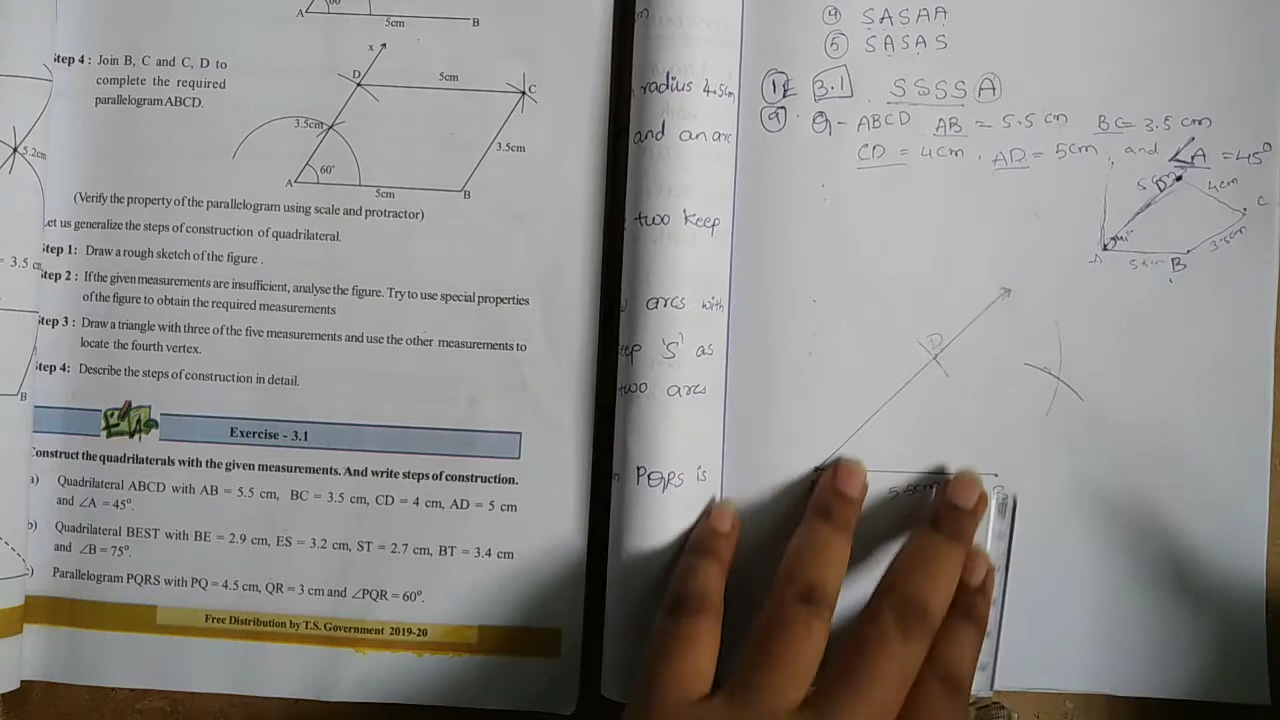 A
60
5cm
B
Step 4 : Join B, C and C, D to
complete the required
parallelogram ABCD.
x
D
5cm
C
3.5cm
3.5cm
60°
A
5cm
B
5.2cm
(Verify the property of the parallelogram using scale and protractor)
Let us generalize the steps of construction of quadrilateral.
Step 1: Draw a rough sketch of the figure .
= 3.5 cm
Step 2 : If the given measurements are insufficient, analyse the figure. Try to use special properties
of the figure to obtain the required measurements
Step 3 : Draw a triangle with three of the five measurements and use the other measurements to
locate the fourth vertex.
Step 4: Describe the steps of construction in detail.
B
Exercise - 3.1
Construct the quadrilaterals with the given measurements. And write steps of construction.
a) Quadrilateral ABCD with AB = 5.5 cm, BC = 3.5 cm, CD = 4 cm, AD = 5 cm
and ∠A = 45°.
b) Quadrilateral BEST with BE = 2.9 cm, ES = 3.2 cm, ST = 2.7 cm, BT = 3.4 cm
and ∠B = 75°.
Parallelogram PQRS with PQ = 4.5 cm, QR = 3 cm and ∠PQR = 60°.
Free Distribution by T.S. Government 2019-20
radius 4.5cm
and an arc
two keep
arcs with
'S' as
two arcs
PQRS is
④ SASAA
⑤ SASAS
3.1 SSSSA
Q- ABCD AB = 5.5 cm BC = 3.5 cm
CD = 4cm, AD = 5cm, and ∠A = 45°
5cm
D
4cm
C
45°
3.5cm
A
B
D
5.5cm
B